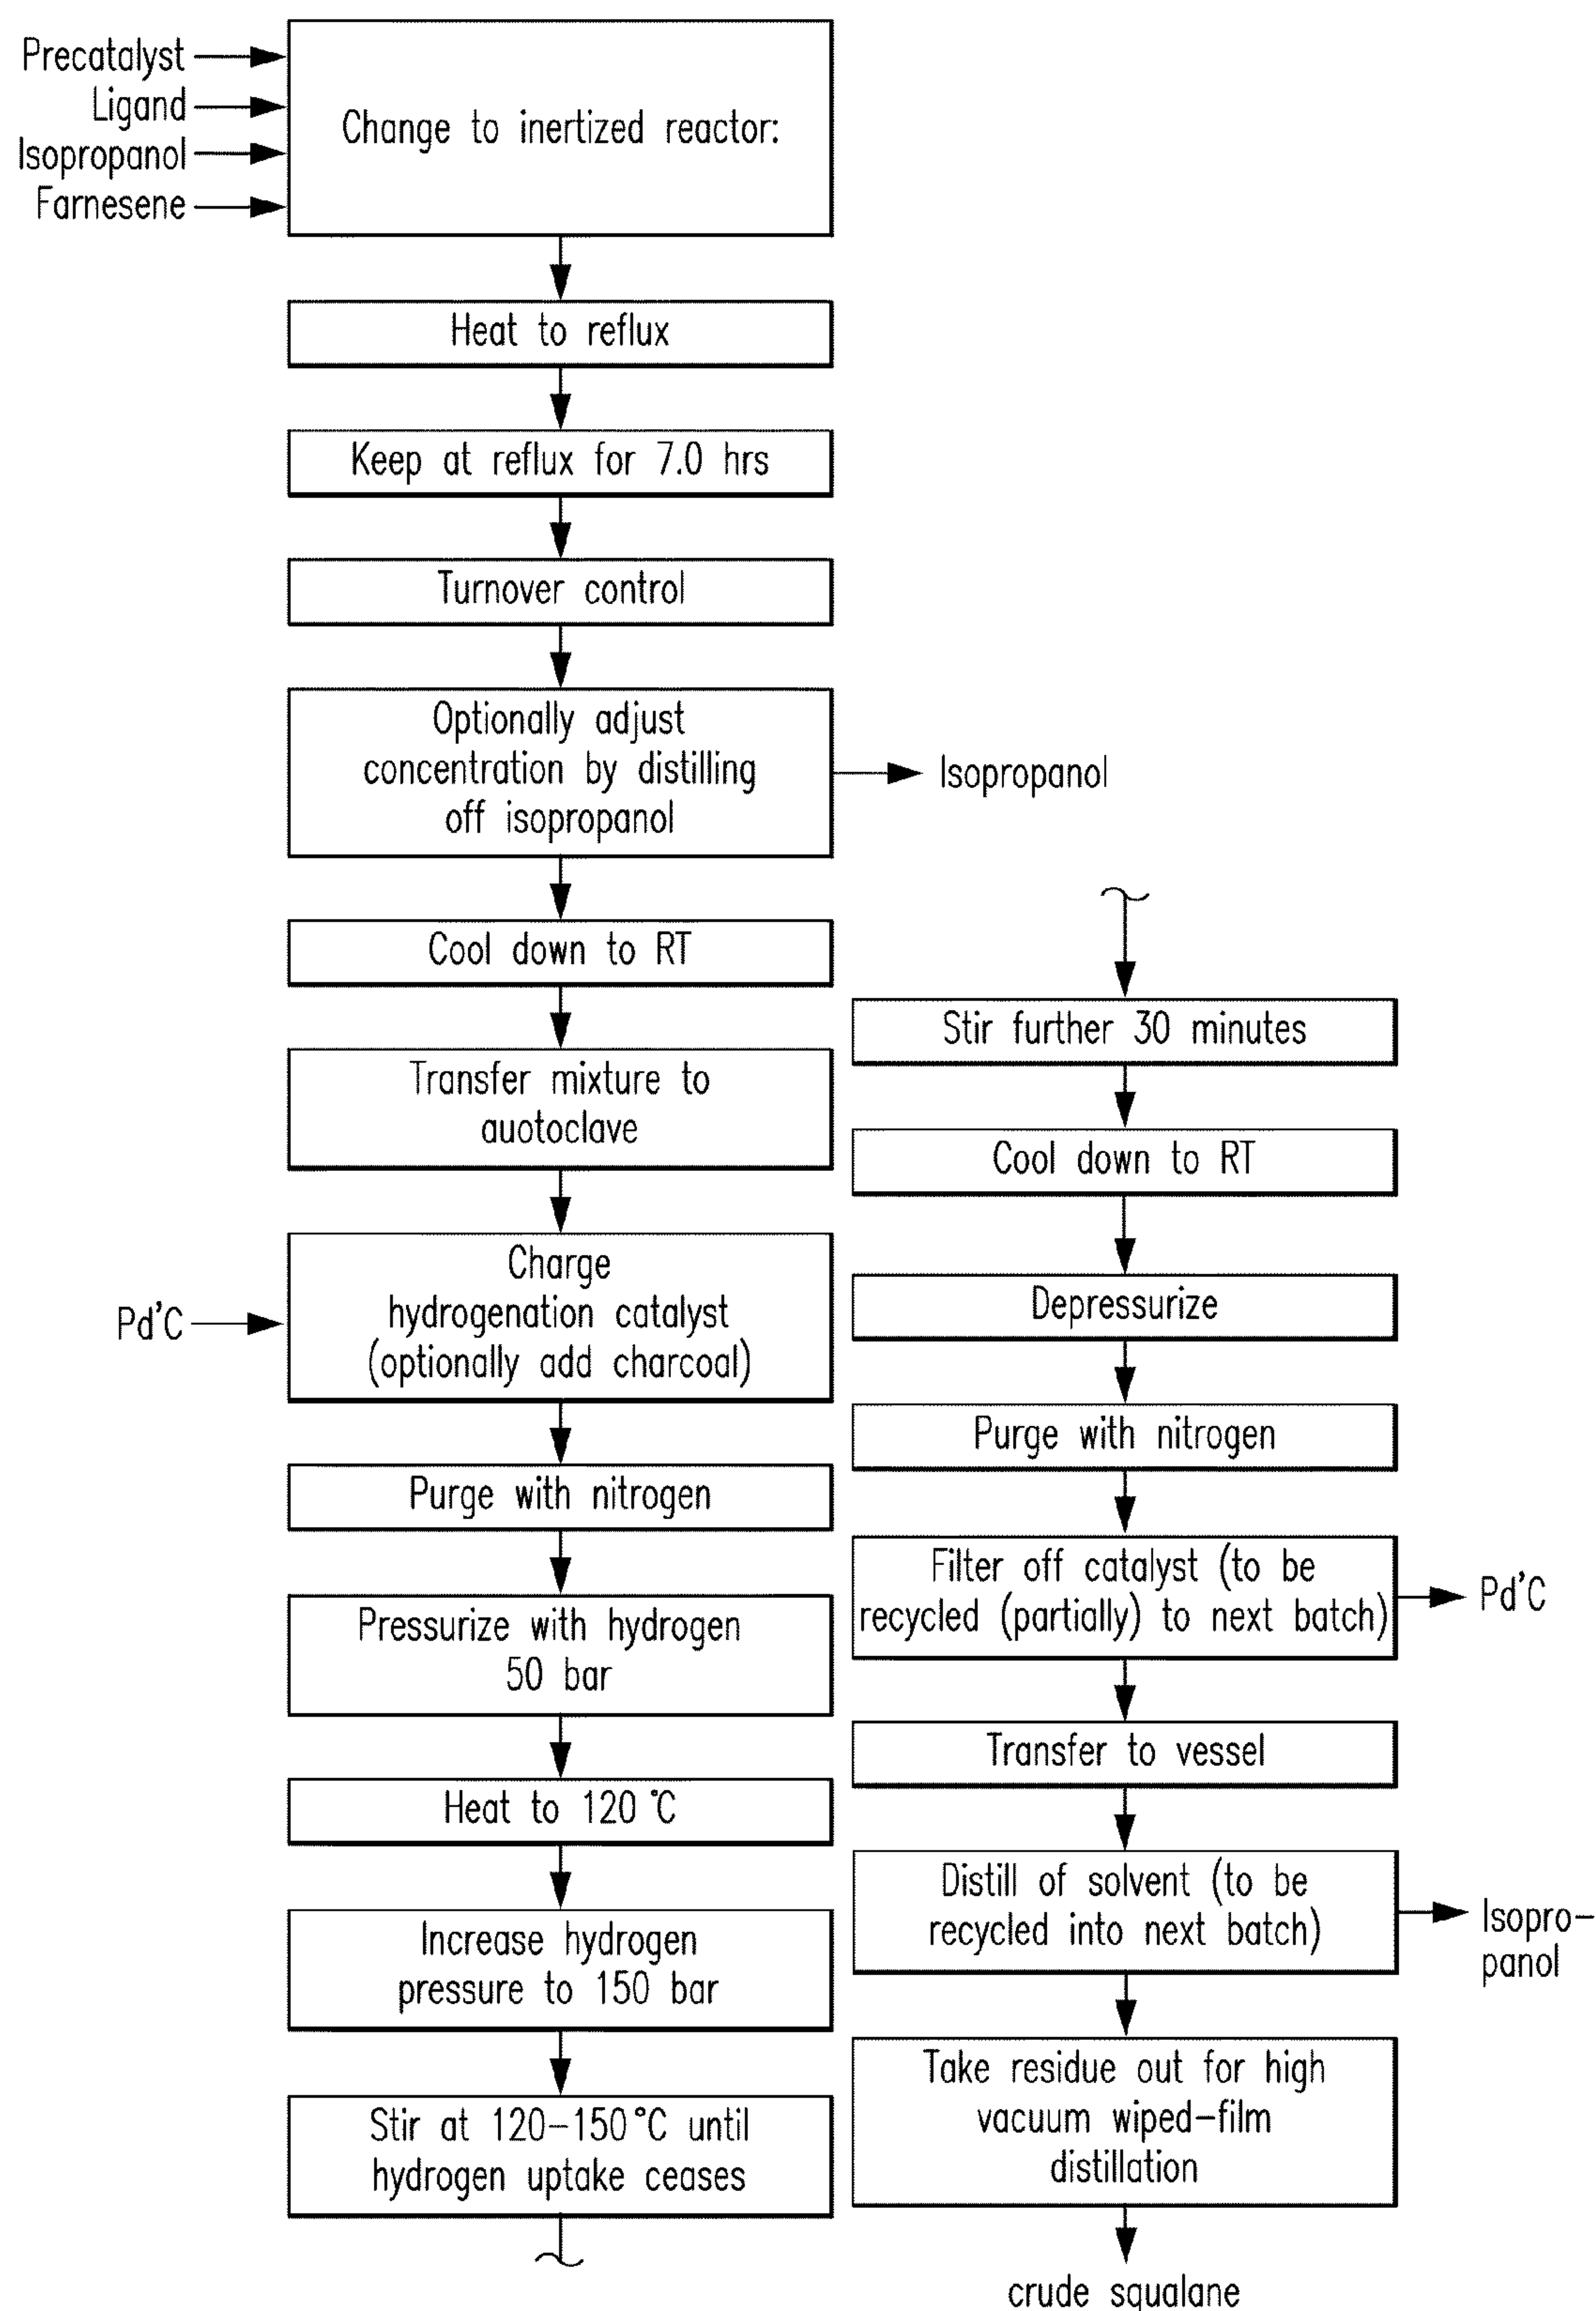 Precatalyst
Ligand
Isopropanol
Farnesene
Change to inertized reactor:
Heat to reflux
Keep at reflux for 7.0 hrs
Turnover control
Optionally adjust
concentration by distilling
off isopropanol
Isopropanol
Cool down to RT
Transfer mixture to
auotoclave
Pd'C
Charge
hydrogenation catalyst
(optionally add charcoal)
Purge with nitrogen
Pressurize with hydrogen
50 bar
Heat to 120 °C
Increase hydrogen
pressure to 150 bar
Stir at 120-150 °C until
hydrogen uptake ceases
Stir further 30 minutes
Cool down to RT
Depressurize
Purge with nitrogen
Filter off catalyst (to be
recycled (partially) to next batch)
Pd'C
Transfer to vessel
Distill of solvent (to be
recycled into next batch)
Isopro-
panol
Take residue out for high
vacuum wiped-film
distillation
crude squalane